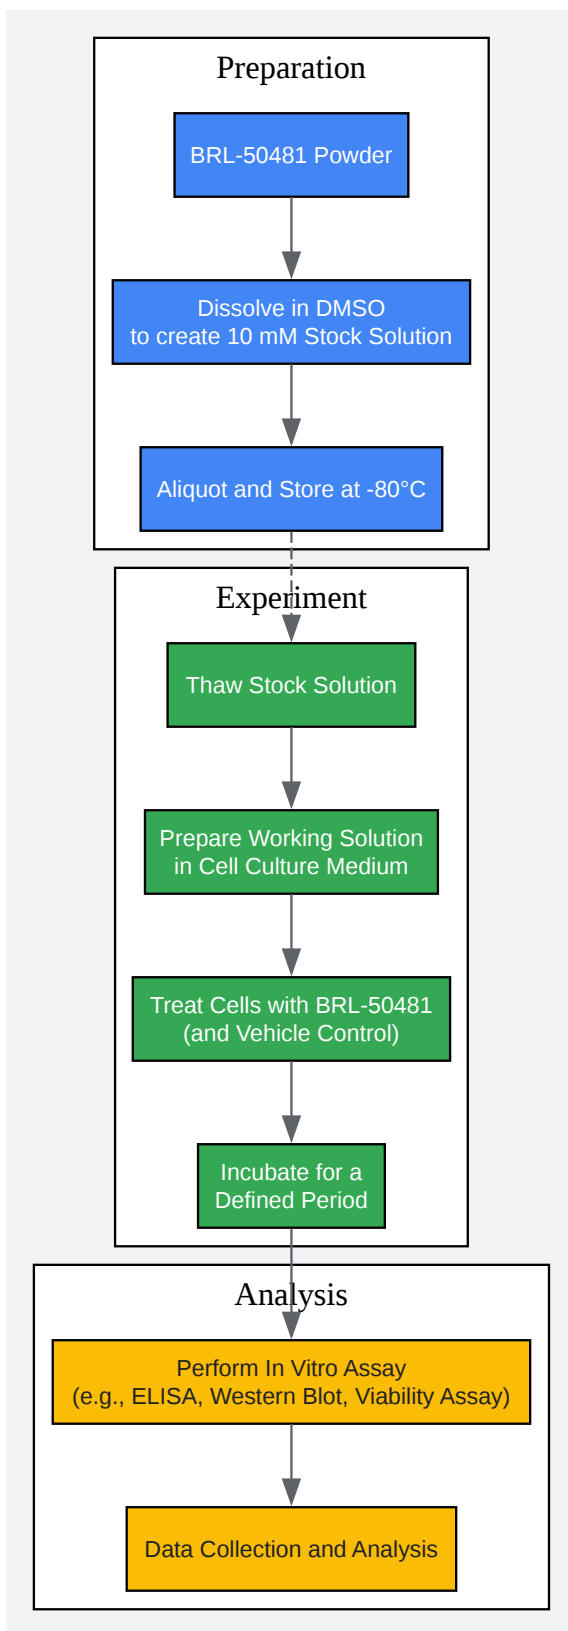 Preparation
BRL-50481 Powder
Dissolve in DMSO
to create 10 mM Stock Solution
Aliquot and Store at -80°C
Experiment
Thaw Stock Solution
Prepare Working Solution
in Cell Culture Medium
Treat Cells with BRL-50481
(and Vehicle Control)
Incubate for a
Defined Period
Analysis
Perform In Vitro Assay
(e.g., ELISA, Western Blot, Viability Assay)
Data Collection and Analysis